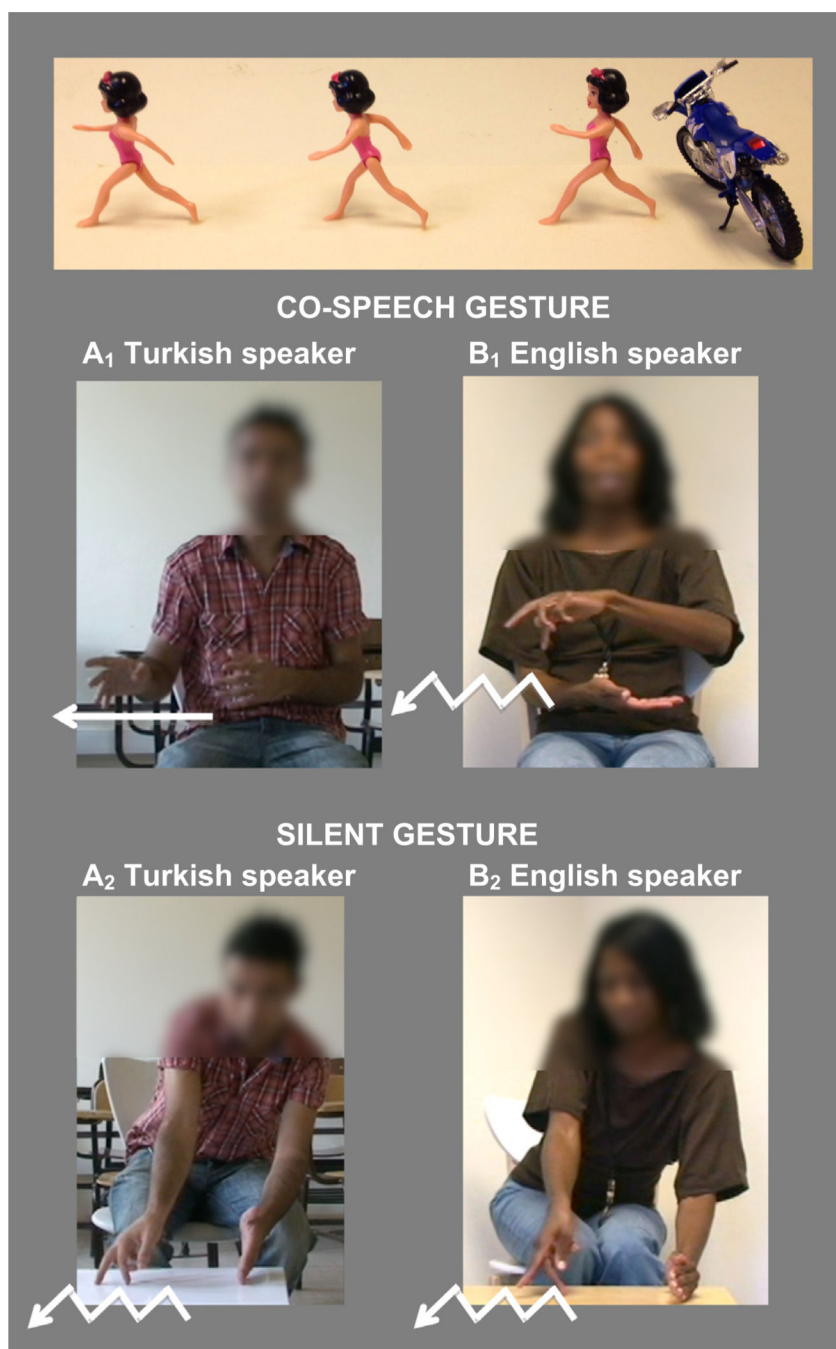 CO-SPEECH GESTURE
A₁ Turkish speaker
B₁ English speaker
SILENT GESTURE
A₂ Turkish speaker
B₂ English speaker